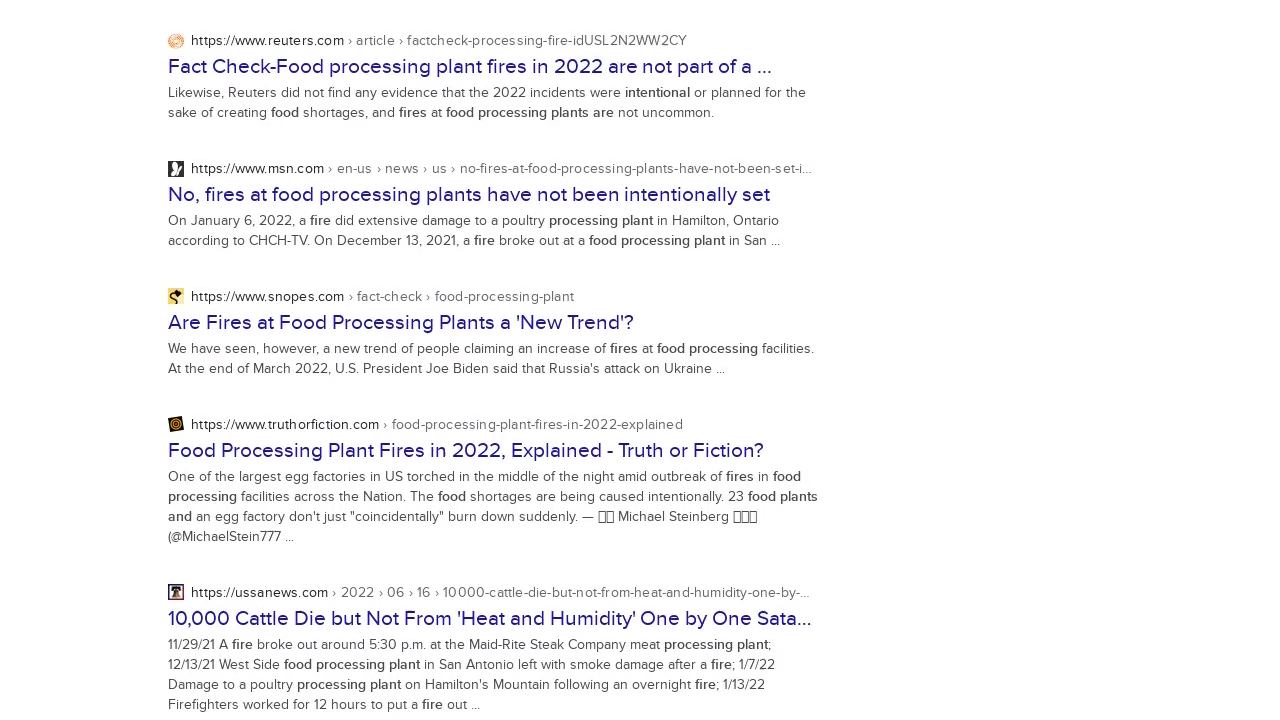 https://www.reuters.com › article › factcheck-processing-fire-idUSL2N2WW2CY
Fact Check-Food processing plant fires in 2022 are not part of a ...
Likewise, Reuters did not find any evidence that the 2022 incidents were intentional or planned for the
sake of creating food shortages, and fires at food processing plants are not uncommon.
https://www.msn.com › en-us › news › us › no-fires-at-food-processing-plants-have-not-been-set-i...
No, fires at food processing plants have not been intentionally set
On January 6, 2022, a fire did extensive damage to a poultry processing plant in Hamilton, Ontario
according to CHCH-TV. On December 13, 2021, a fire broke out at a food processing plant in San ...
https://www.snopes.com › fact-check › food-processing-plant
Are Fires at Food Processing Plants a 'New Trend'?
We have seen, however, a new trend of people claiming an increase of fires at food processing facilities.
At the end of March 2022, U.S. President Joe Biden said that Russia's attack on Ukraine ...
https://www.truthorfiction.com › food-processing-plant-fires-in-2022-explained
Food Processing Plant Fires in 2022, Explained - Truth or Fiction?
One of the largest egg factories in US torched in the middle of the night amid outbreak of fires in food
processing facilities across the Nation. The food shortages are being caused intentionally. 23 food plants
and an egg factory don't just "coincidentally" burn down suddenly. — Michael Steinberg
(@MichaelStein777 ...
https://ussanews.com › 2022 › 06 › 16 › 10000-cattle-die-but-not-from-heat-and-humidity-one-by-...
10,000 Cattle Die but Not From 'Heat and Humidity' One by One Sata...
11/29/21 A fire broke out around 5:30 p.m. at the Maid-Rite Steak Company meat processing plant;
12/13/21 West Side food processing plant in San Antonio left with smoke damage after a fire; 1/7/22
Damage to a poultry processing plant on Hamilton's Mountain following an overnight fire; 1/13/22
Firefighters worked for 12 hours to put a fire out ...